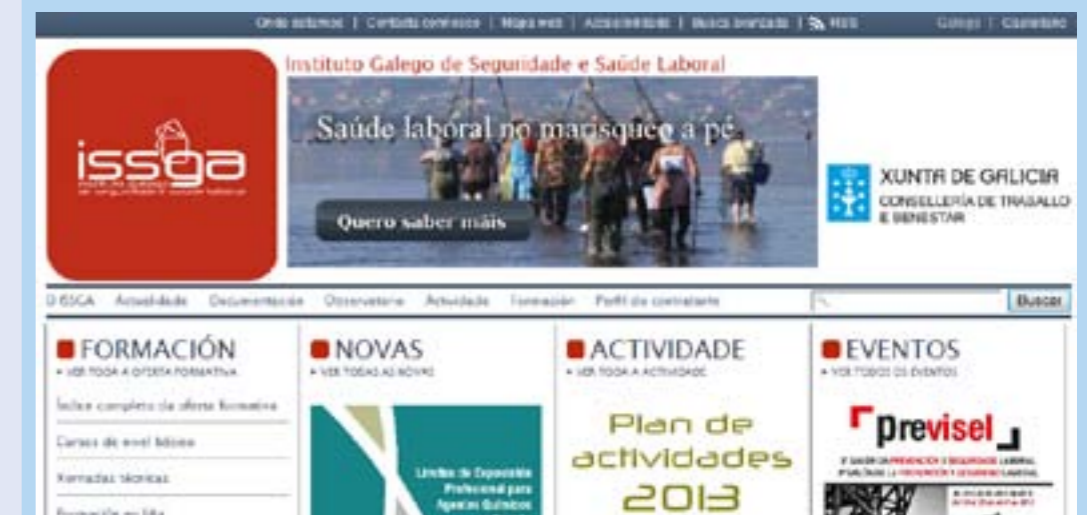 Onde estamos | Contacta connosco | Mapa web | Accesibilidade | Busca avanzada | RSS
Galego | Castellano
Instituto Galego de Seguridade e Saúde Laboral
issga
Saúde laboral no marisqueo a pé
Quero saber máis
XUNTA DE GALICIA
CONSELLERÍA DE TRABALLO
E BENESTAR
O ISSGA Actualidade Documentación Observatorio Actividade Formación Perfil do contratante
Buscar
FORMACIÓN
VER TODA A OFERTA FORMATIVA
Índice completo da oferta formativa
Cursos de nivel básico
Xornadas técnicas
Formación en liña
NOVAS
VER TODAS AS NOVAS
Límites de Exposición
Profesional para
Agentes Químicos
ACTIVIDADE
VER TODA A ACTIVIDADE
Plan de
actividades
2013
EVENTOS
VER TODOS OS EVENTOS
previsel